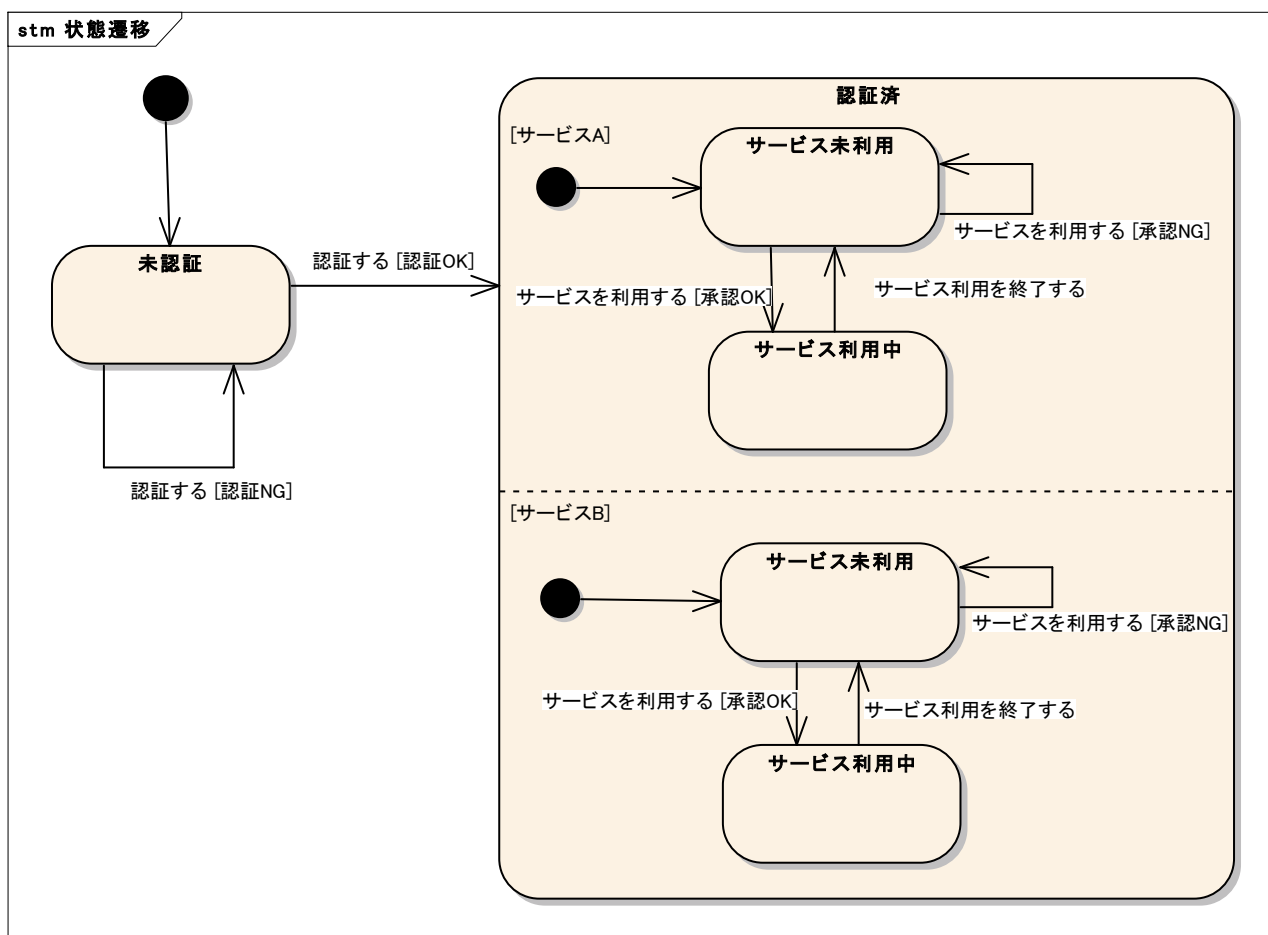 stm 状態遷移
認証済
[サービスA]
サービス未利用
サービスを利用する [承認NG]
未認証
認証する [認証OK]
サービスを利用する [承認OK]
サービス利用を終了する
サービス利用中
認証する [認証NG]
[サービスB]
サービス未利用
サービスを利用する [承認NG]
サービスを利用する [承認OK]
サービス利用を終了する
サービス利用中